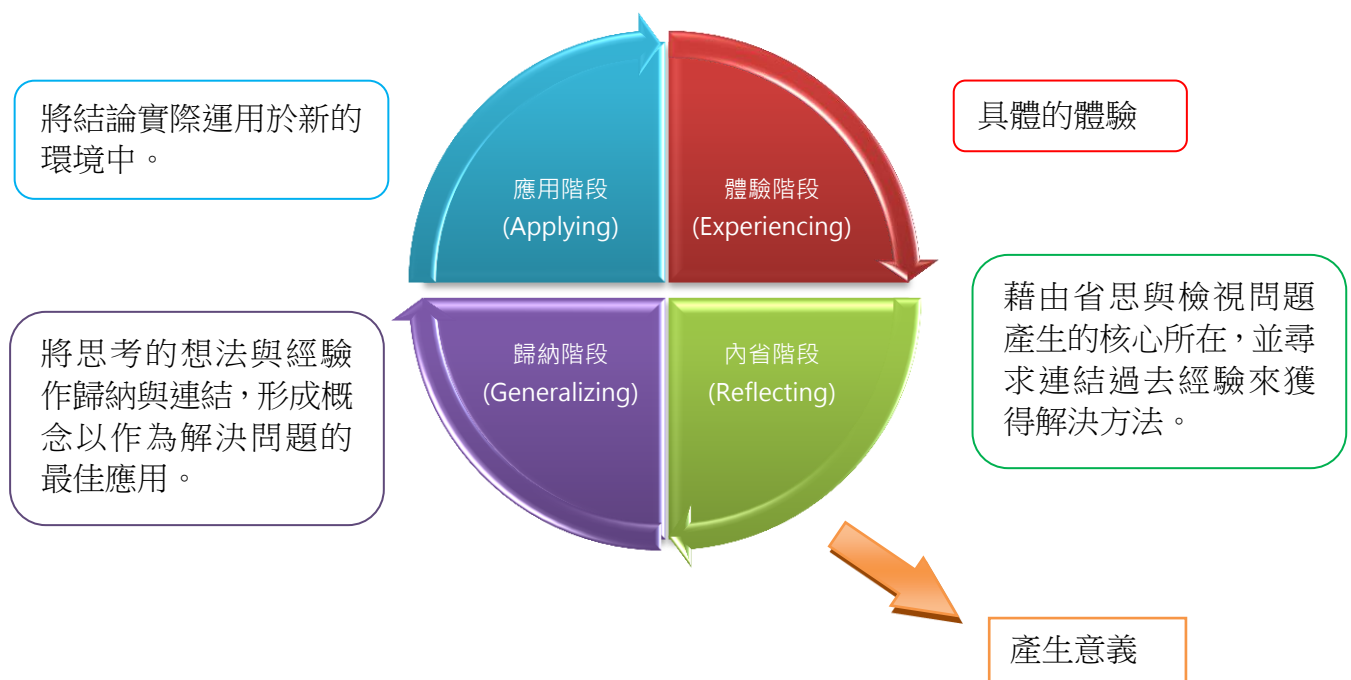 將結論實際運用於新的
環境中。
應用階段
(Applying)
體驗階段
(Experiencing)
具體的體驗
將思考的想法與經驗
作歸納與連結，形成概
念以作為解決問題的
最佳應用。
歸納階段
(Generalizing)
內省階段
(Reflecting)
藉由省思與檢視問題
產生的核心所在，並尋
求連結過去經驗來獲
得解決方法。
產生意義